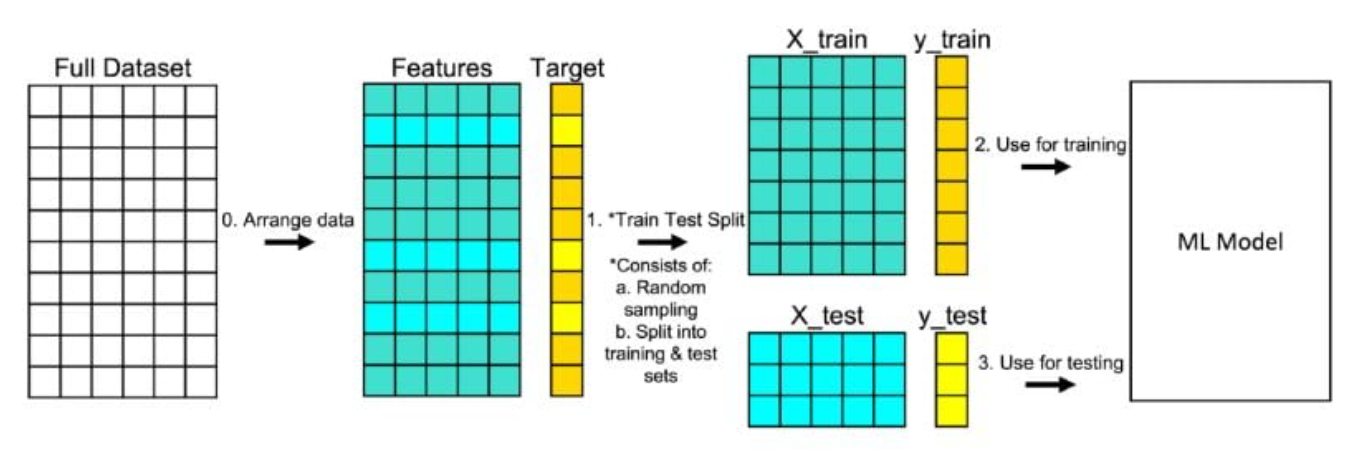 Full Dataset
0. Arrange data
Features
Target
1. *Train Test Split
*Consists of:
a. Random
sampling
b. Split into
training & test
sets
X_train
y_train
2. Use for training
X_test
y_test
3. Use for testing
ML Model